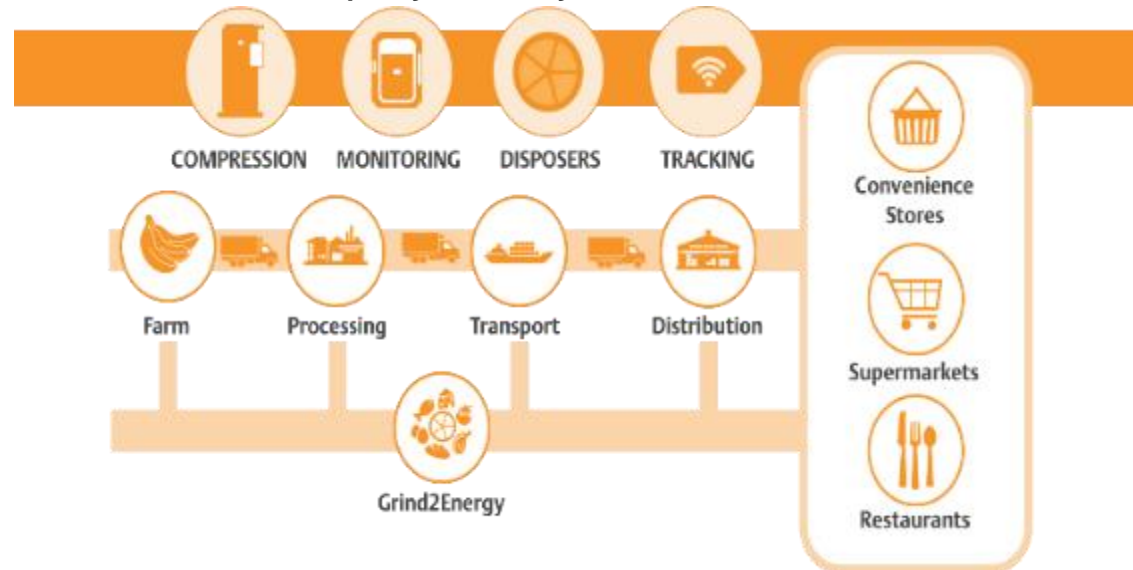 COMPRESSION MONITORING DISPOSERS TRACKING
Convenience
Stores
Farm Processing Transport Distribution
Supermarkets
Grind2Energy
Restaurants